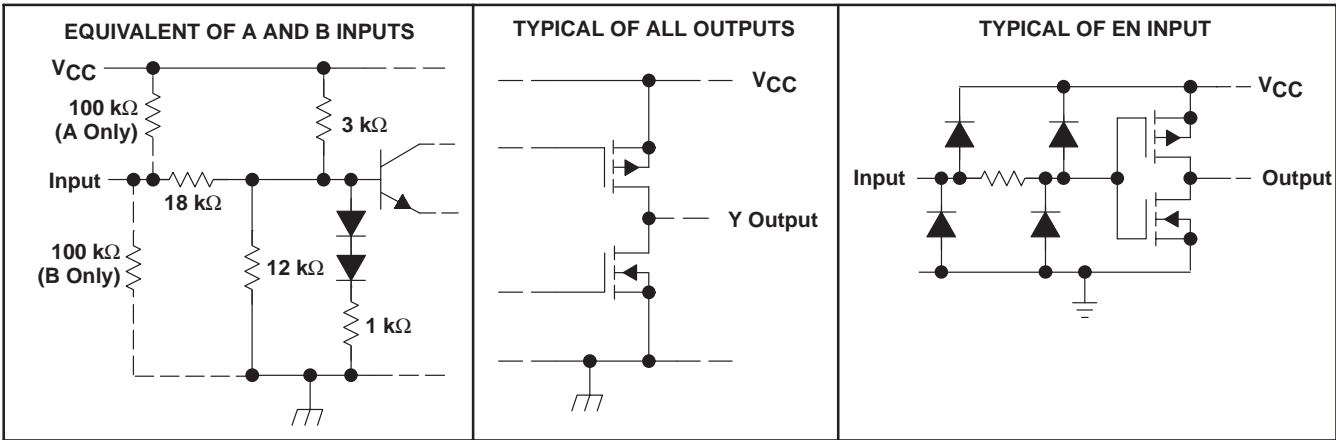 EQUIVALENT OF A AND B INPUTS
VCC
100 kΩ
(A Only)
3 kΩ
Input
18 kΩ
100 kΩ
(B Only)
12 kΩ
1 kΩ
TYPICAL OF ALL OUTPUTS
VCC
Y Output
TYPICAL OF EN INPUT
VCC
Input
Output